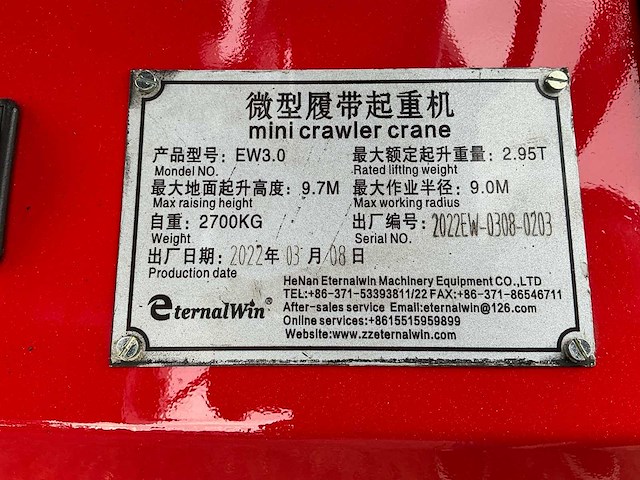 微型履带起重机
mini crawler crane
产品型号: EW3.0 最大额定起升重量: 2.95T
Mondel NO. Rated lifting weight
最大地面起升高度: 9.7M 最大作业半径: 9.0M
Max raising height Max working radius
自重: 2700KG 出厂编号: 2022EW-0308-0203
Weight Serial NO.
出厂日期: 2022年 03 月 08 日
Production date
HeNan Eternalwin Machinery Equipment CO.,LTD
TEL:+86-371-53393811/22 FAX:+86-371-86546711
eternalWin® After-sales service Email:eternalwin@126.com
Online services:+8615515959899
Website:www.zzeternalwin.com